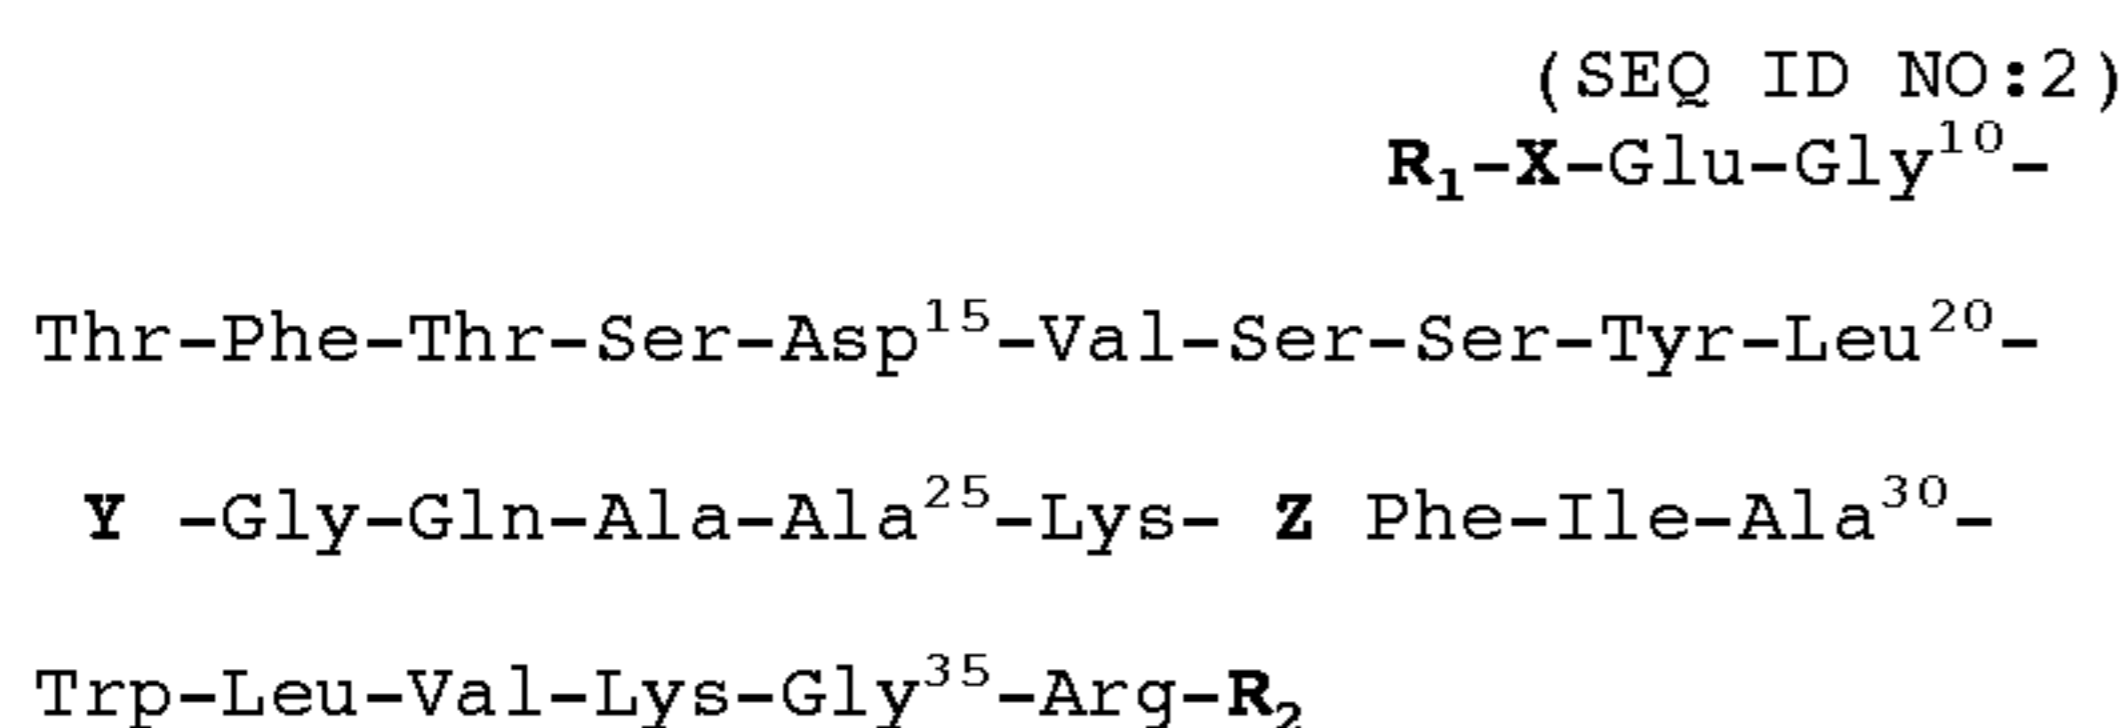 (SEQ ID NO:2)
R₁-X-Glu-Gly¹⁰-
Thr-Phe-Thr-Ser-Asp¹⁵-Val-Ser-Ser-Tyr-Leu²⁰-
Y -Gly-Gln-Ala-Ala²⁵-Lys- Z Phe-Ile-Ala³⁰-
Trp-Leu-Val-Lys-Gly³⁵-Arg-R₂